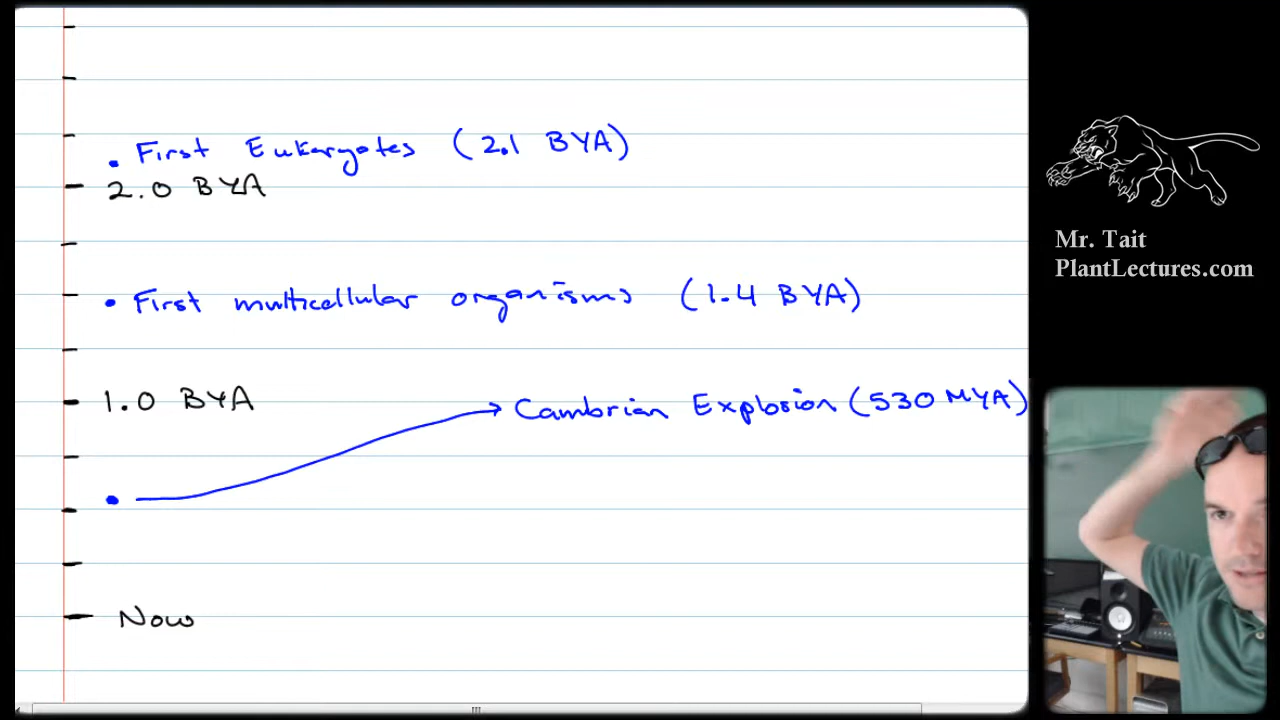 • First Eukaryotes (2.1 BYA)
2.0 BYA
• First multicellular organisms (1.4 BYA)
1.0 BYA
• → Cambrian Explosion (530 MYA)
Now
Mr. Tait
PlantLectures.com